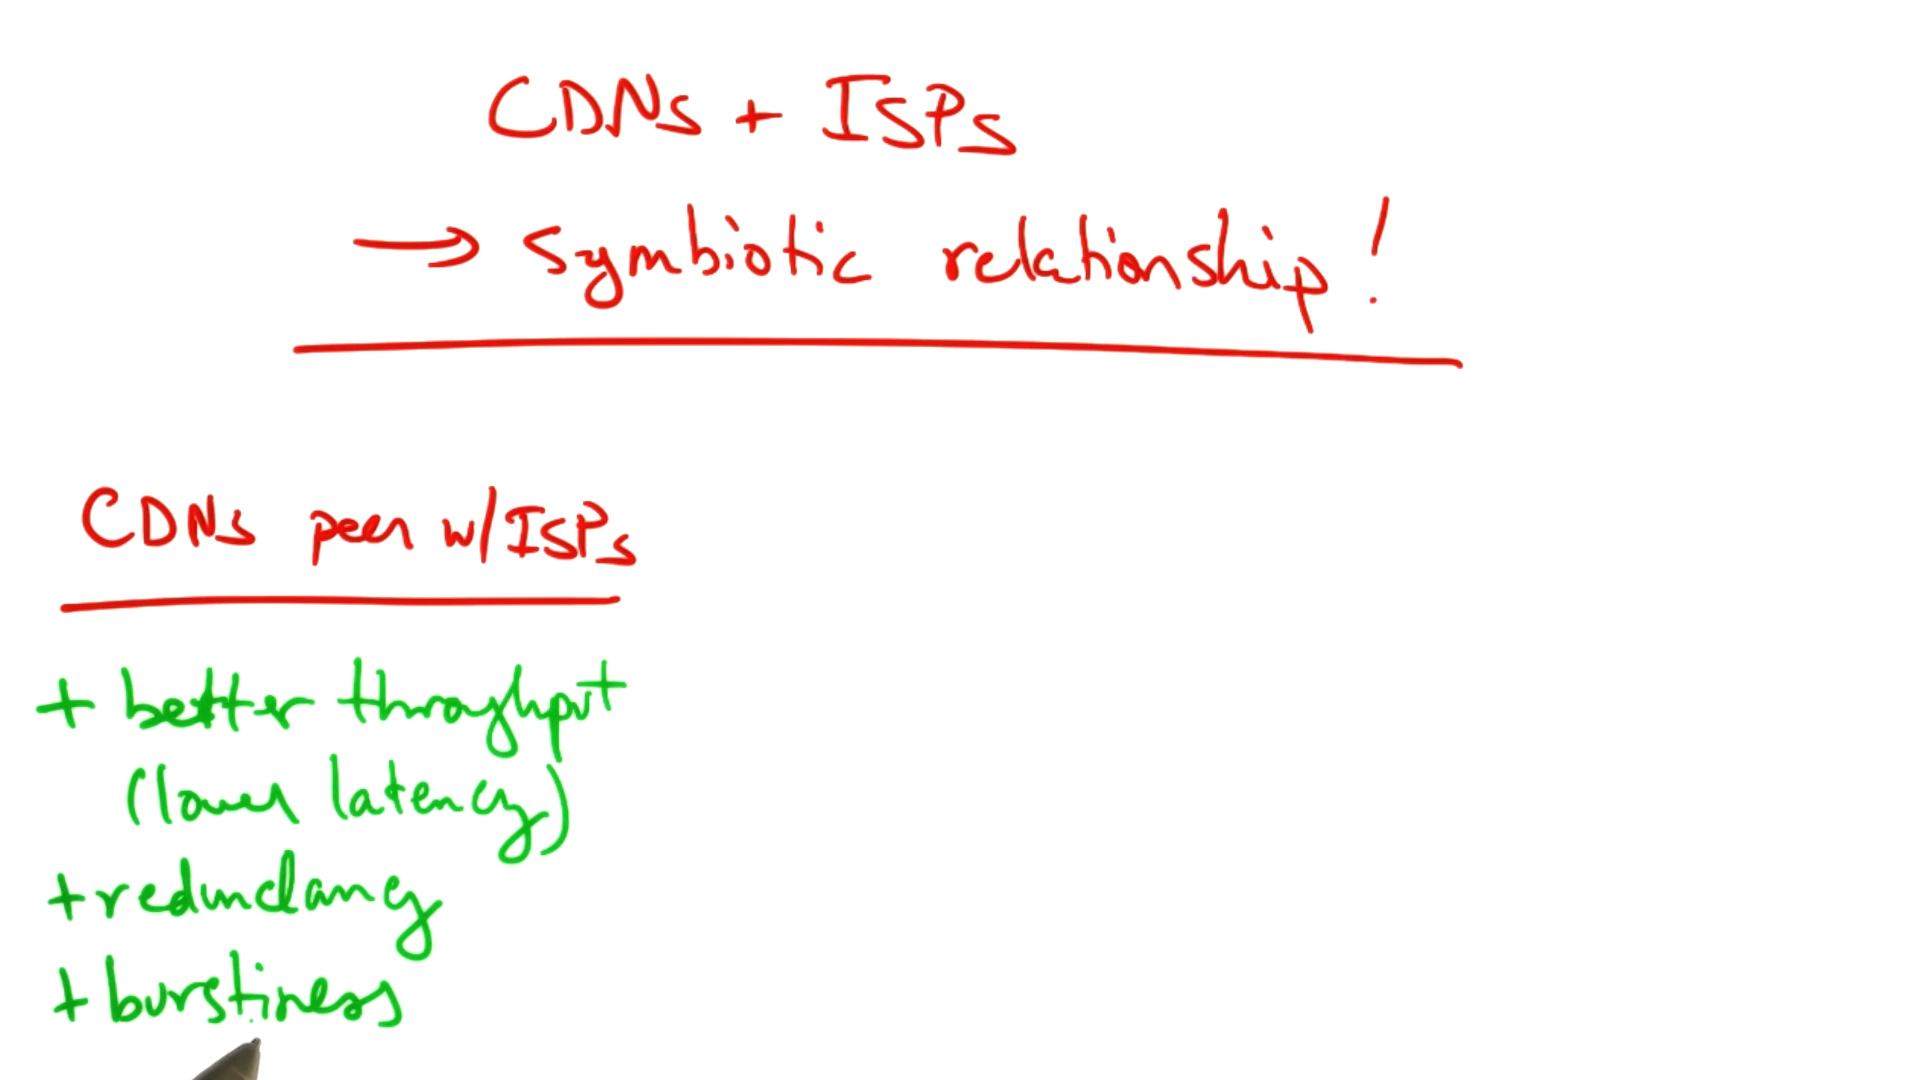 CDNs + ISPs
→ symbiotic relationship!
CDNs peer w/ISPs
+ better throughput
(lower latency)
+ redundancy
+ burstiness